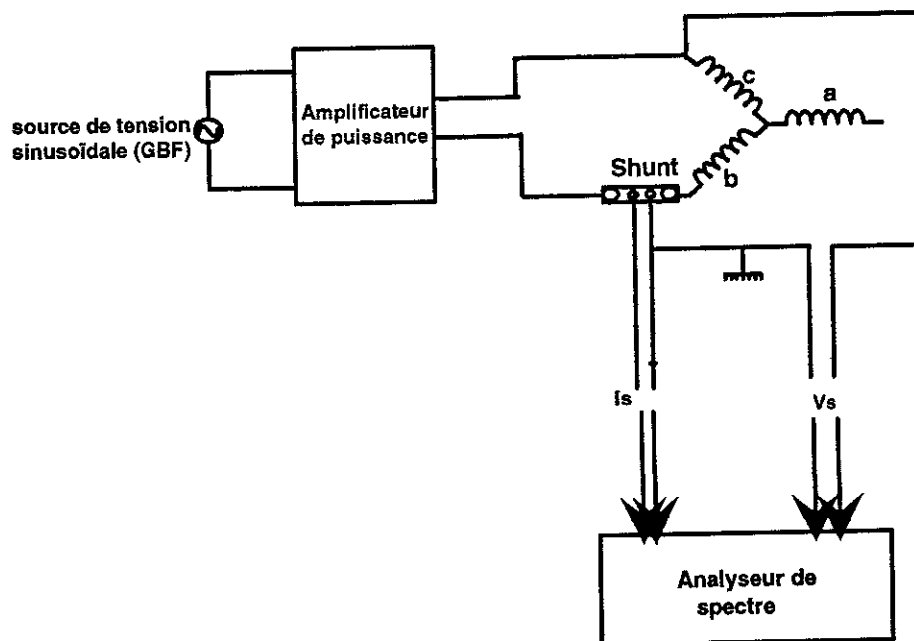 source de tension
sinusoïdale (GBF)
Amplificateur
de puissance
c
a
b
Shunt
Is
Vs
Analyseur de
spectre